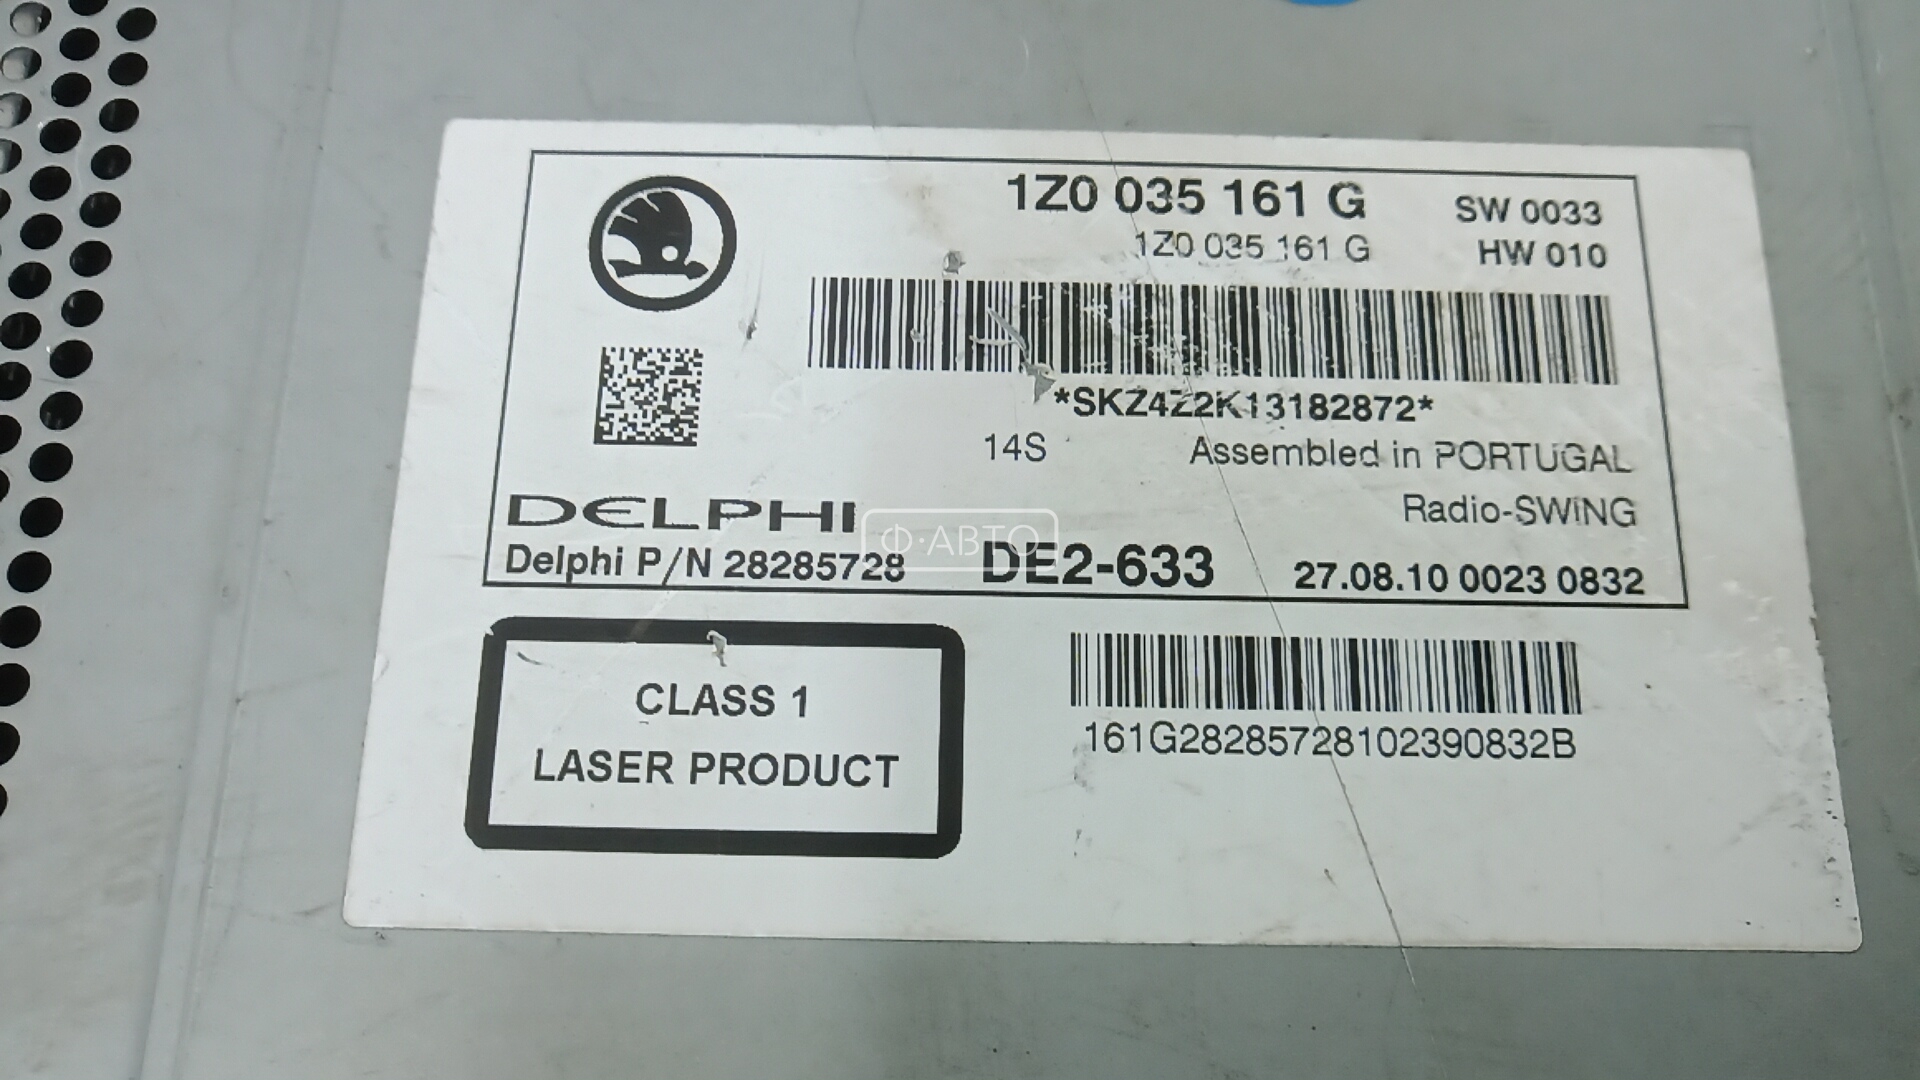 1Z0 035 161 G SW 0033
1Z0 035 161 G HW 010
*SKZ4Z2K13182872*
14S Assembled in PORTUGAL
Radio-SWING
DELPHI
Ф·АВТО
Delphi P/N 28285728 DE2-633 27.08.10 0023 0832
CLASS 1
LASER PRODUCT
161G28285728102390832B